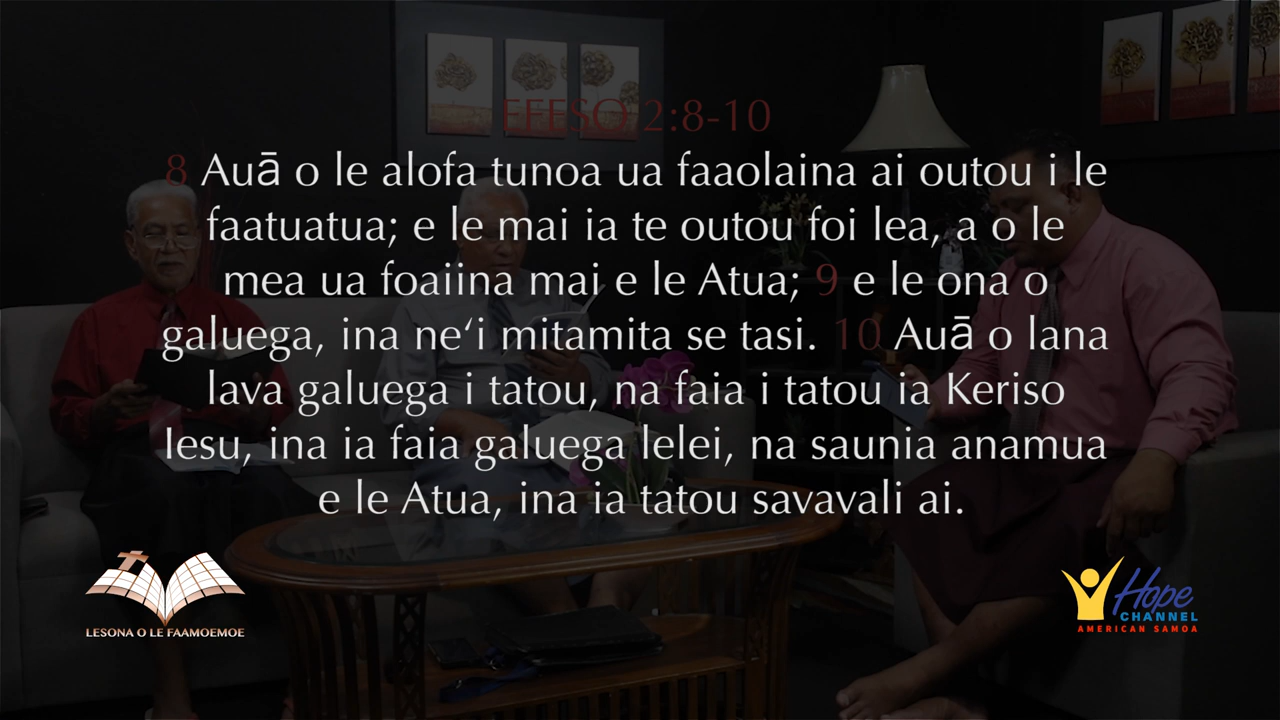 EFESO 2:8-10
8 Auā o le alofa tunoa ua faaolaina ai outou i le
faatuatua; e le mai ia te outou foi lea, a o le
mea ua foaiina mai e le Atua; 9 e le ona o
galuega, ina ne‘i mitamita se tasi. 10 Auā o lana
lava galuega i tatou, na faia i tatou ia Keriso
Iesu, ina ia faia galuega lelei, na saunia anamua
e le Atua, ina ia tatou savavali ai.
LESONA O LE FAAMOEMOE
Hope
CHANNEL
AMERICAN SAMOA